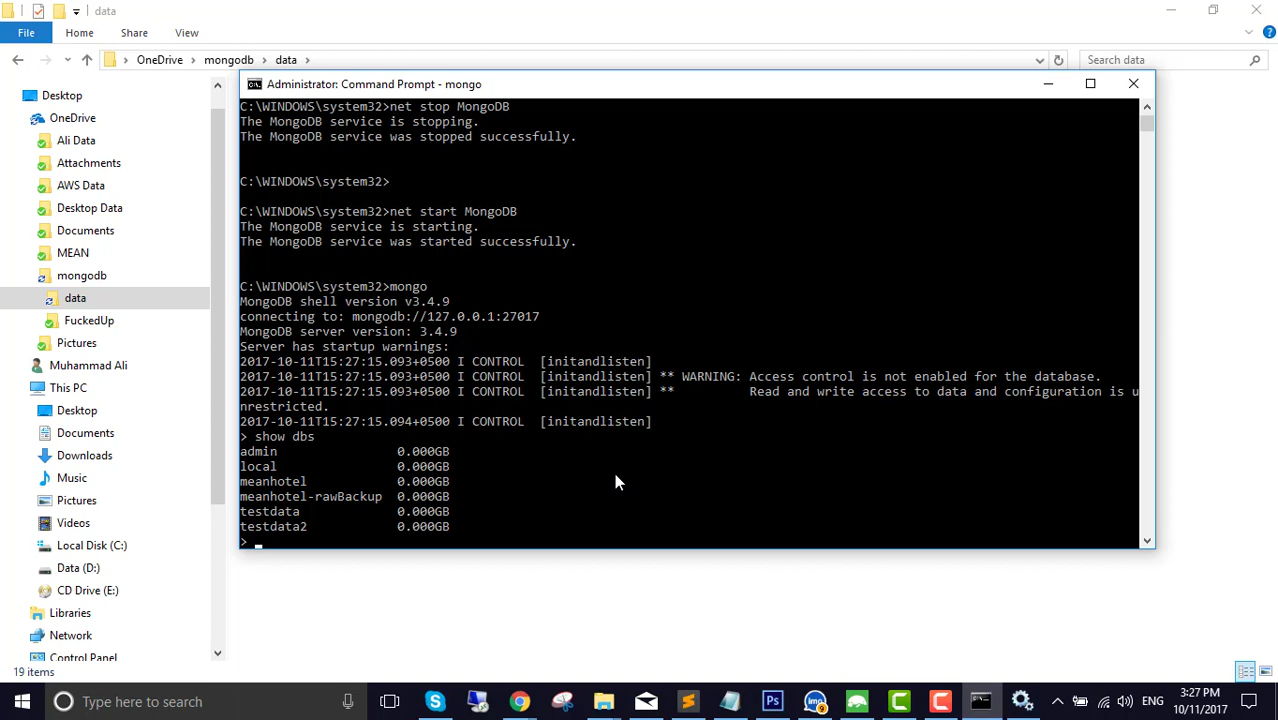 data
File
Home
Share
View
OneDrive
mongodb
data
Search data
Desktop
OneDrive
Ali Data
Attachments
AWS Data
Desktop Data
Documents
MEAN
mongodb
data
FuckedUp
Pictures
Muhammad Ali
This PC
Desktop
Documents
Downloads
Music
Pictures
Videos
Local Disk (C:)
Data (D:)
CD Drive (E:)
Libraries
Network
Control Panel
19 items
Administrator: Command Prompt - mongo
C:\WINDOWS\system32>net stop MongoDB
The MongoDB service is stopping.
The MongoDB service was stopped successfully.
C:\WINDOWS\system32>
C:\WINDOWS\system32>net start MongoDB
The MongoDB service is starting.
The MongoDB service was started successfully.
C:\WINDOWS\system32>mongo
MongoDB shell version v3.4.9
connecting to: mongodb://127.0.0.1:27017
MongoDB server version: 3.4.9
Server has startup warnings:
2017-10-11T15:27:15.093+0500 I CONTROL  [initandlisten]
2017-10-11T15:27:15.093+0500 I CONTROL  [initandlisten] ** WARNING: Access control is not enabled for the database.
2017-10-11T15:27:15.093+0500 I CONTROL  [initandlisten] **          Read and write access to data and configuration is u
nrestricted.
2017-10-11T15:27:15.094+0500 I CONTROL  [initandlisten]
> show dbs
admin                0.000GB
local                0.000GB
meanhotel            0.000GB
meanhotel-rawBackup  0.000GB
testdata             0.000GB
testdata2            0.000GB
>
Type here to search
ENG
3:27 PM
10/11/2017